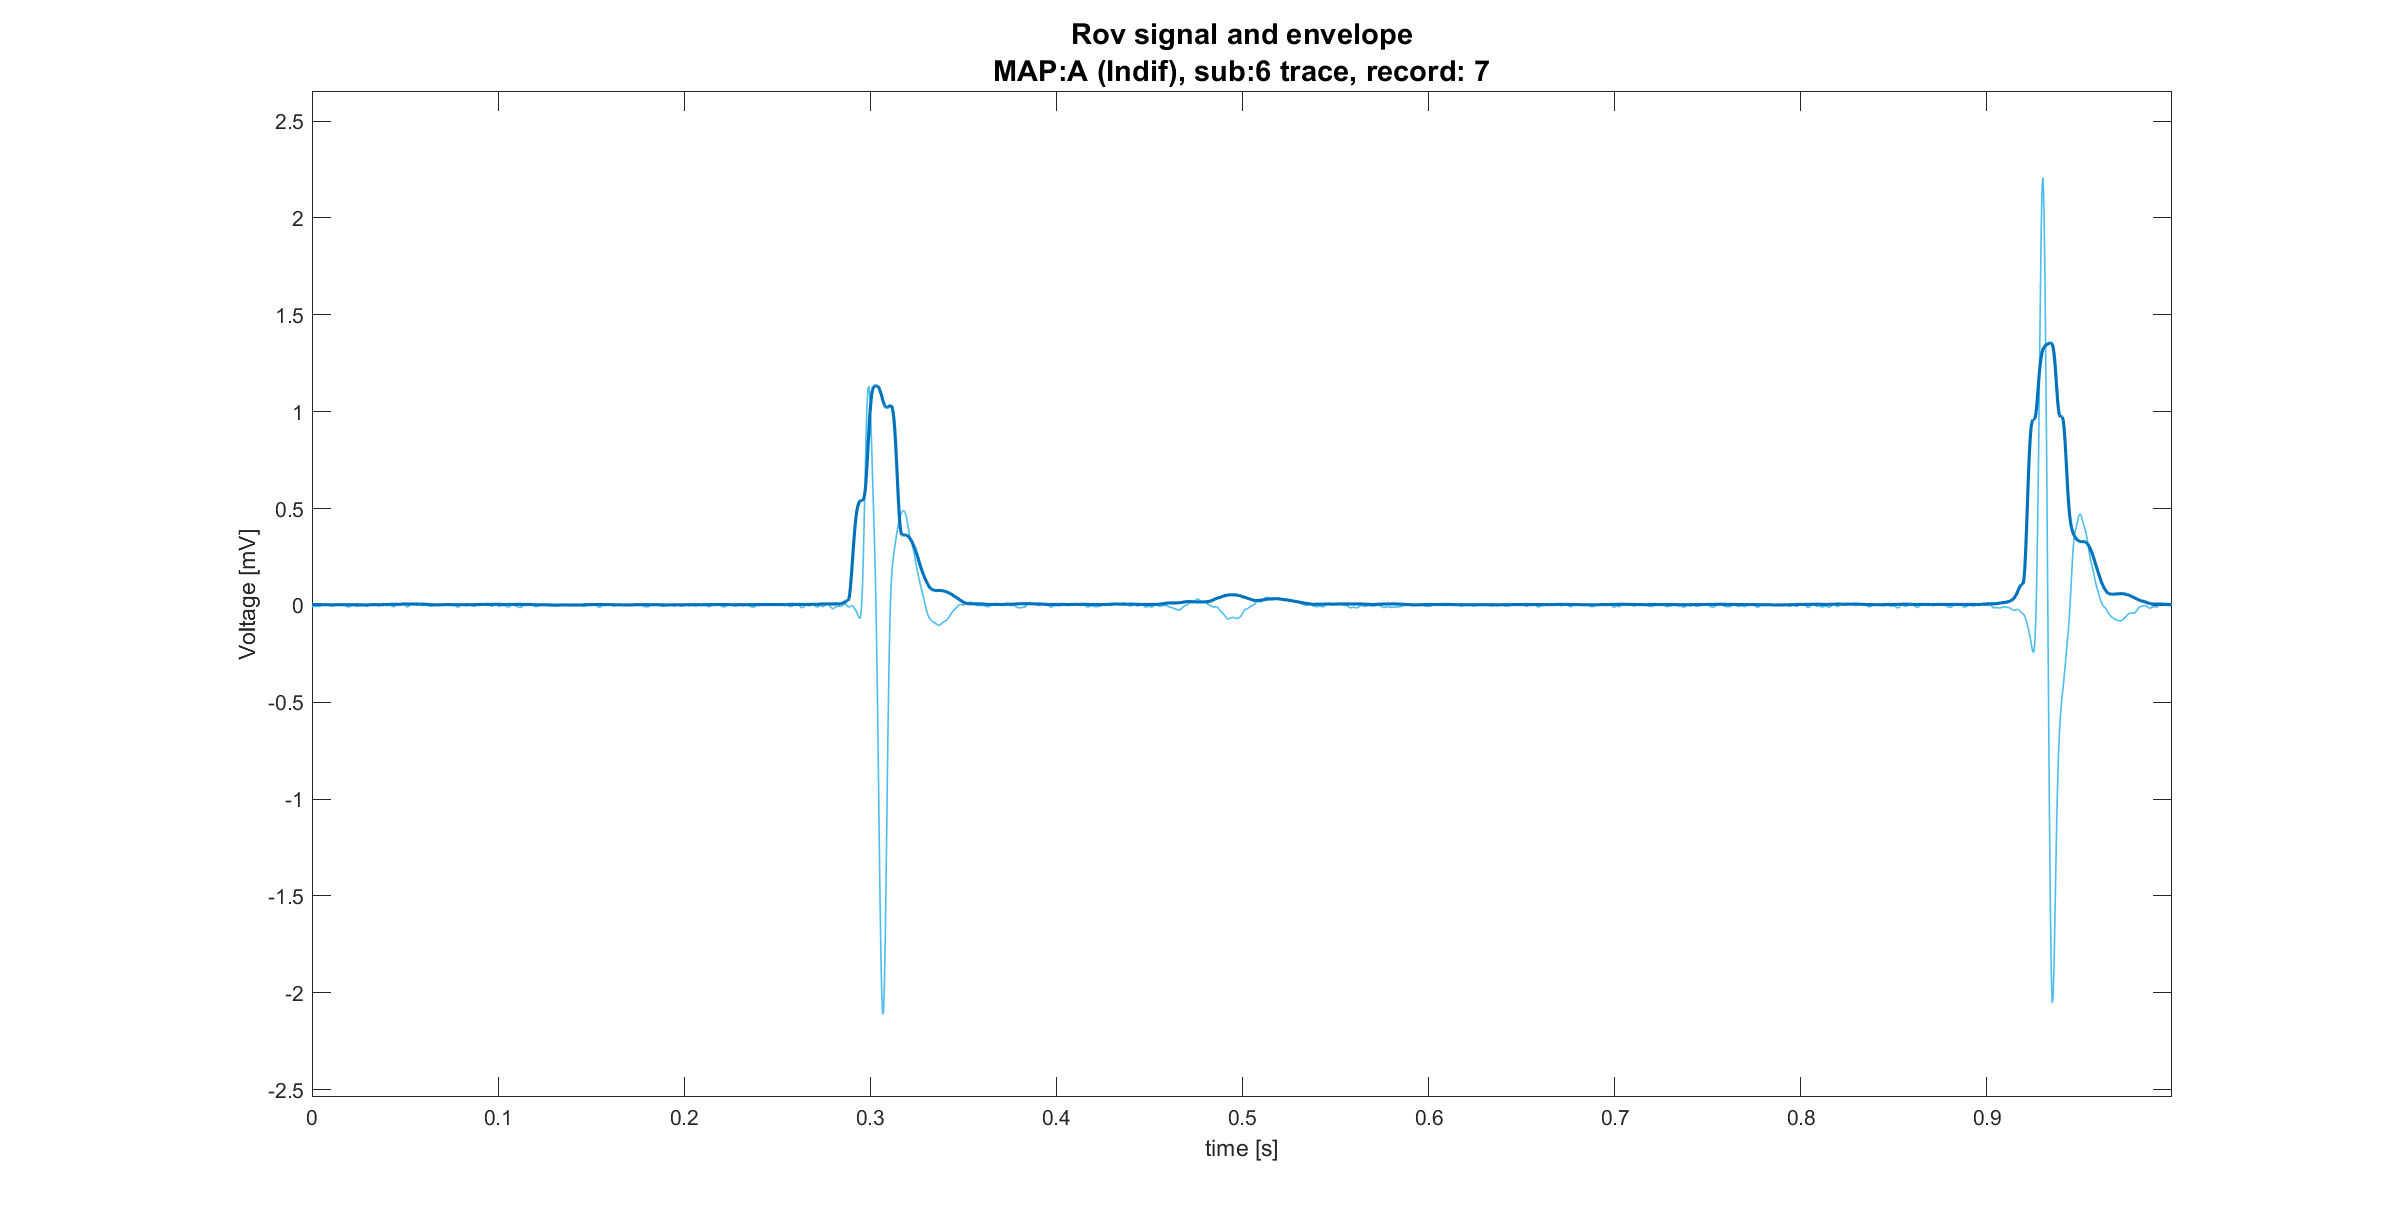 Rov signal and envelope
MAP:A (Indif), sub:6 trace, record: 7
2.5
2
1.5
1
0.5
0
-0.5
-1
-1.5
-2
-2.5
Voltage [mV]
0 0.1 0.2 0.3 0.4 0.5 0.6 0.7 0.8 0.9
time [s]